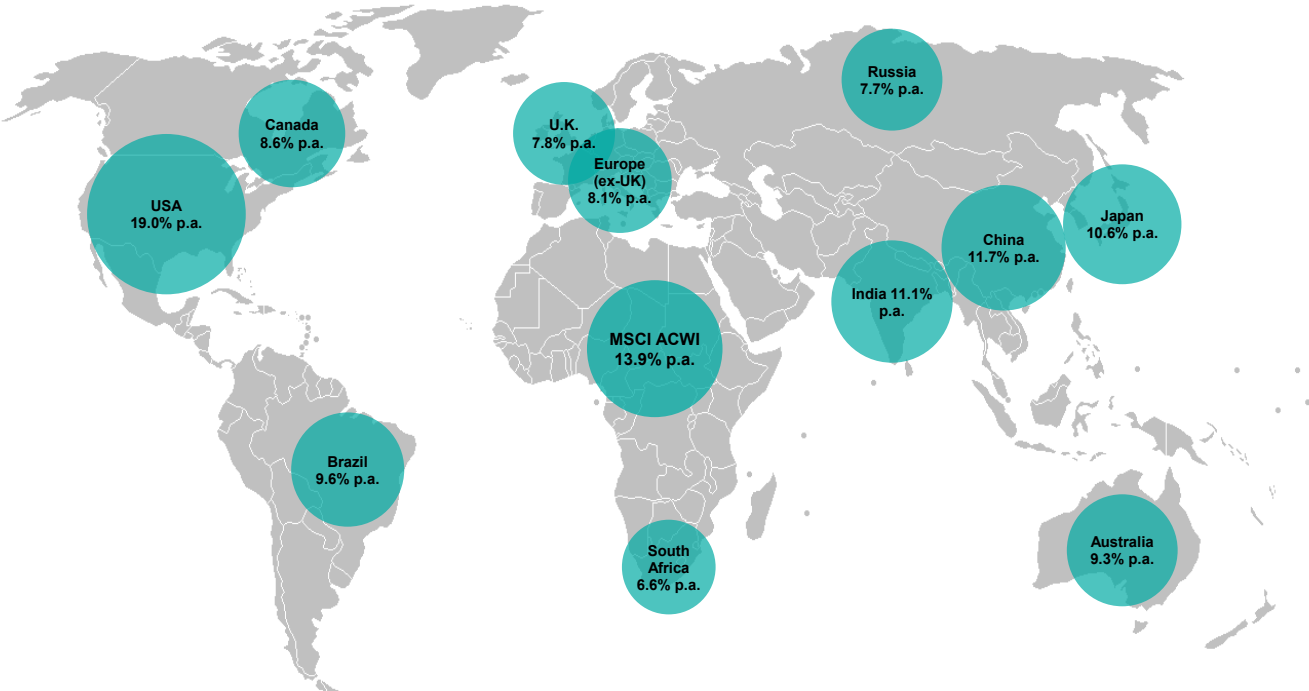 Russia
7.7% p.a.
Canada
8.6% p.a.
U.K.
7.8% p.a.
Europe
(ex-UK)
8.1% p.a.
USA
19.0% p.a.
Japan
10.6% p.a.
China
11.7% p.a.
India 11.1%
p.a.
MSCI ACWI
13.9% p.a.
Brazil
9.6% p.a.
South
Africa
6.6% p.a.
Australia
9.3% p.a.